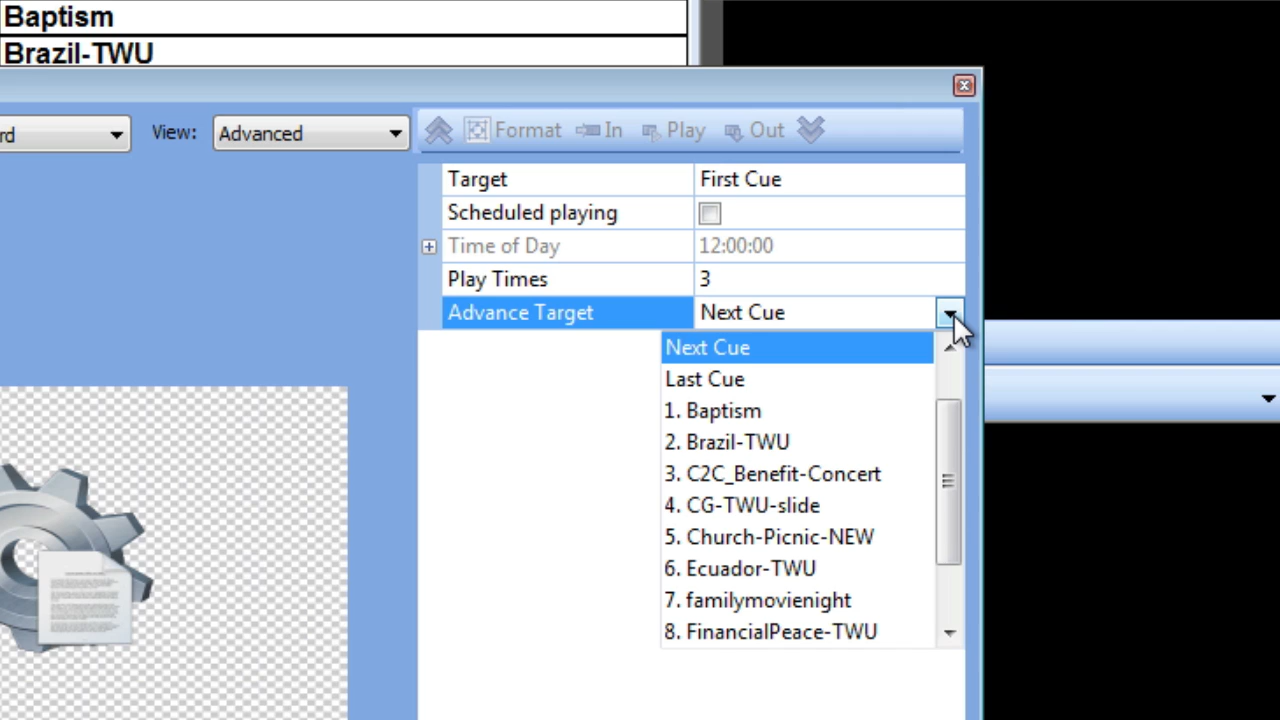 Baptism
Brazil-TWU
rd
View:
Advanced
Format
In
Play
Out
Target
First Cue
Scheduled playing
Time of Day
12:00:00
Play Times
3
Advance Target
Next Cue
Next Cue
Last Cue
1. Baptism
2. Brazil-TWU
3. C2C_Benefit-Concert
4. CG-TWU-slide
5. Church-Picnic-NEW
6. Ecuador-TWU
7. familymovienight
8. FinancialPeace-TWU